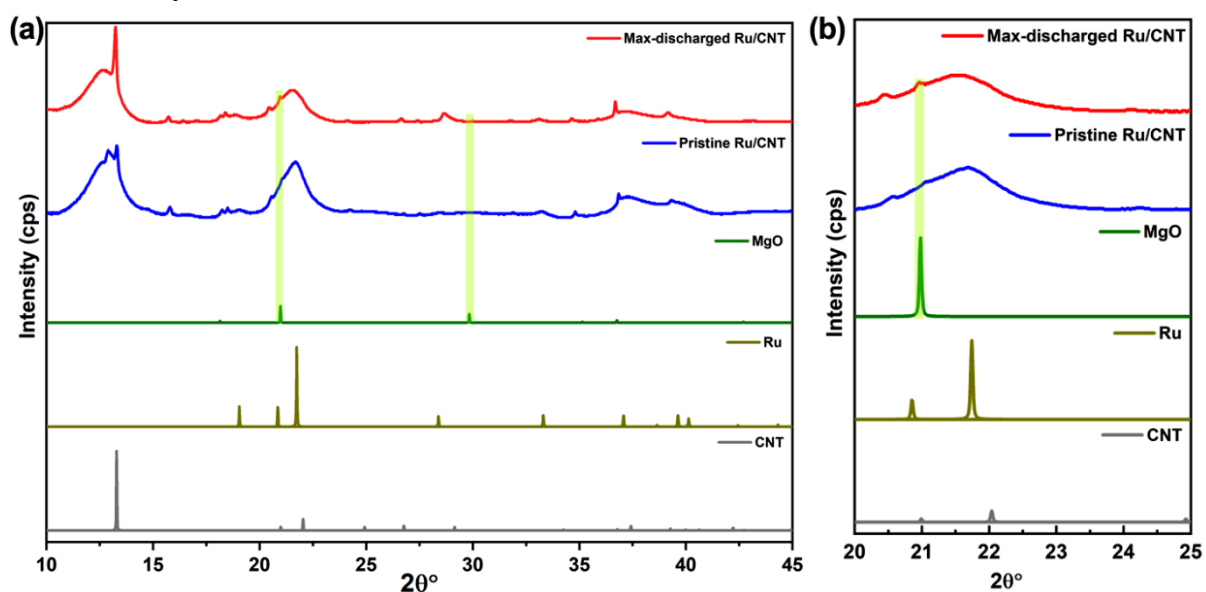 (a)
Max-discharged Ru/CNT
Pristine Ru/CNT
MgO
Ru
CNT
Intensity (cps)
10 15 20 25 30 35 40 45
2θ°
(b)
Max-discharged Ru/CNT
Pristine Ru/CNT
MgO
Ru
CNT
Intensity (cps)
20 21 22 23 24 25
2θ°